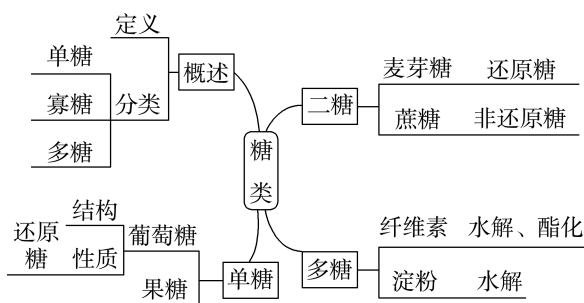 定义
单糖
寡糖
多糖
分类
概述
糖类
二糖
麦芽糖 还原糖
蔗糖 非还原糖
结构
还原糖 性质
葡萄糖
果糖
单糖
多糖
纤维素 水解、酯化
淀粉 水解